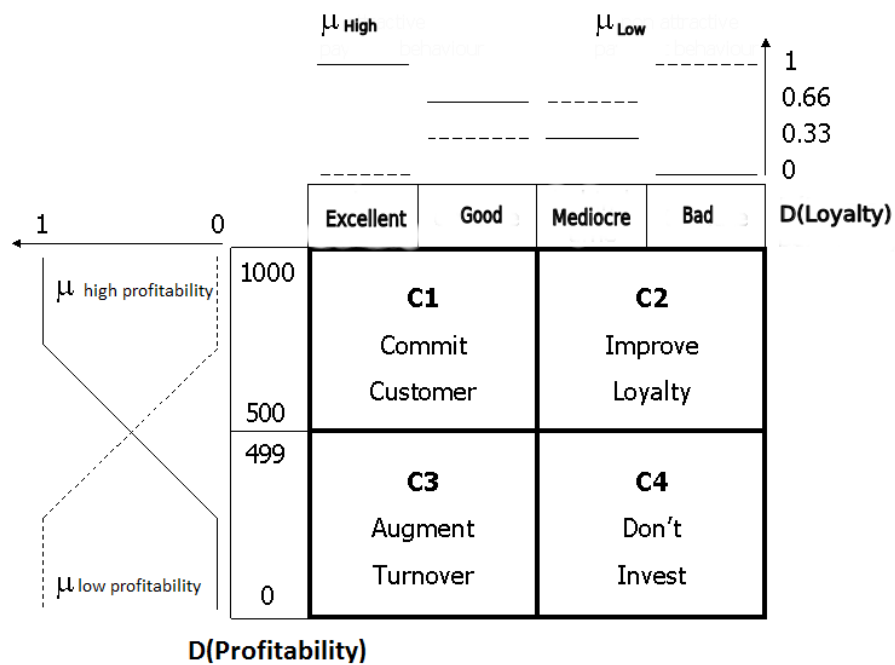 μ High
μ Low
1
0.66
0.33
0
Excellent Good Mediocre Bad D(Loyalty)
1 0
μ high profitability
1000
500
C1
Commit
Customer
C2
Improve
Loyalty
499
0
C3
Augment
Turnover
C4
Don't
Invest
μ low profitability
D(Profitability)